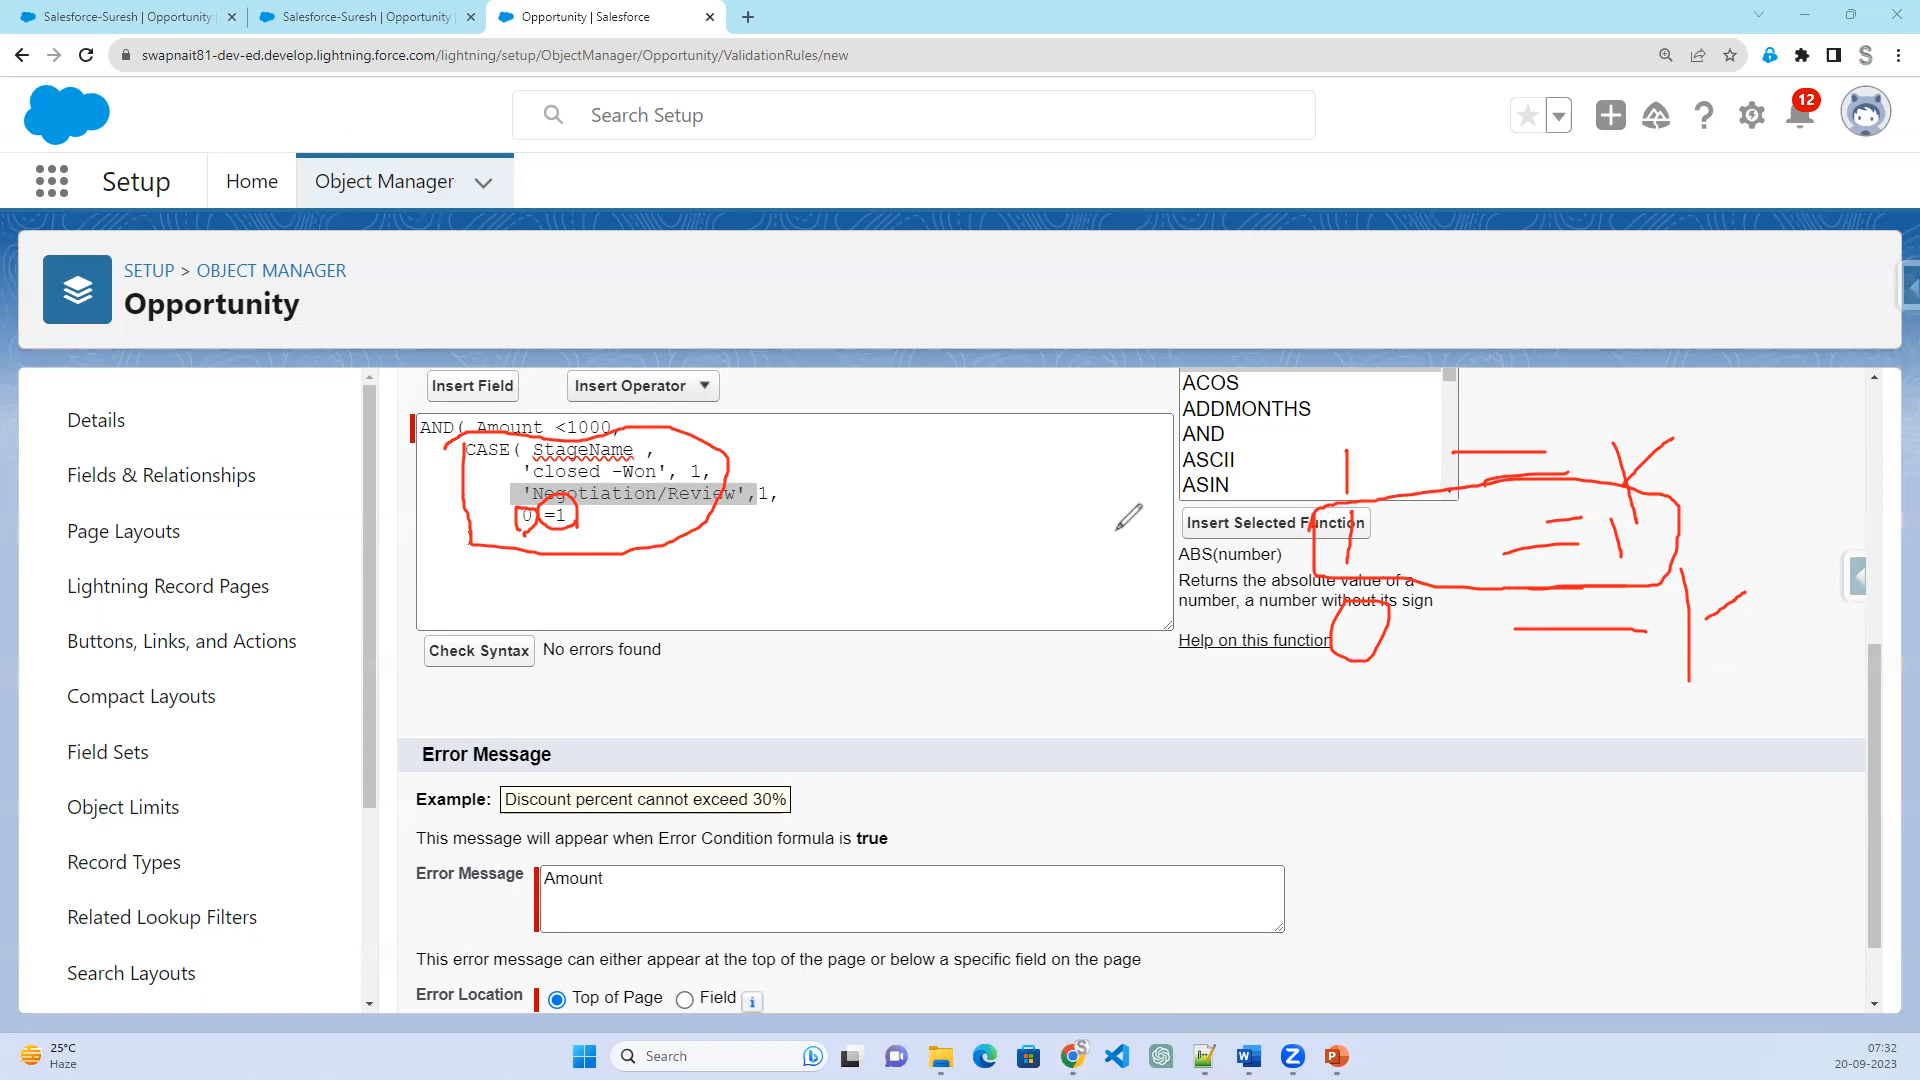 Salesforce-Suresh | Opportunity
Salesforce-Suresh | Opportunity
Opportunity | Salesforce
swapnait81-dev-ed.develop.lightning.force.com/lightning/setup/ObjectManager/Opportunity/ValidationRules/new
S
Search Setup
12
Setup
Home
Object Manager
SETUP > OBJECT MANAGER
Opportunity
Details
Fields & Relationships
Page Layouts
Lightning Record Pages
Buttons, Links, and Actions
Compact Layouts
Field Sets
Object Limits
Record Types
Related Lookup Filters
Search Layouts
Insert Field
Insert Operator
AND( Amount <1000,
CASE( StageName ,
'closed -Won', 1,
'Negotiation/Review',1,
0 =1
)
Check Syntax
No errors found
ACOS
ADDMONTHS
AND
ASCII
ASIN
Insert Selected Function
ABS(number)
Returns the absolute value of a
number, a number without its sign
Help on this function
Error Message
Example: Discount percent cannot exceed 30%
This message will appear when Error Condition formula is true
Error Message
Amount
This error message can either appear at the top of the page or below a specific field on the page
Error Location
Top of Page
Field
i
25°C
Haze
Search
07:32
20-09-2023